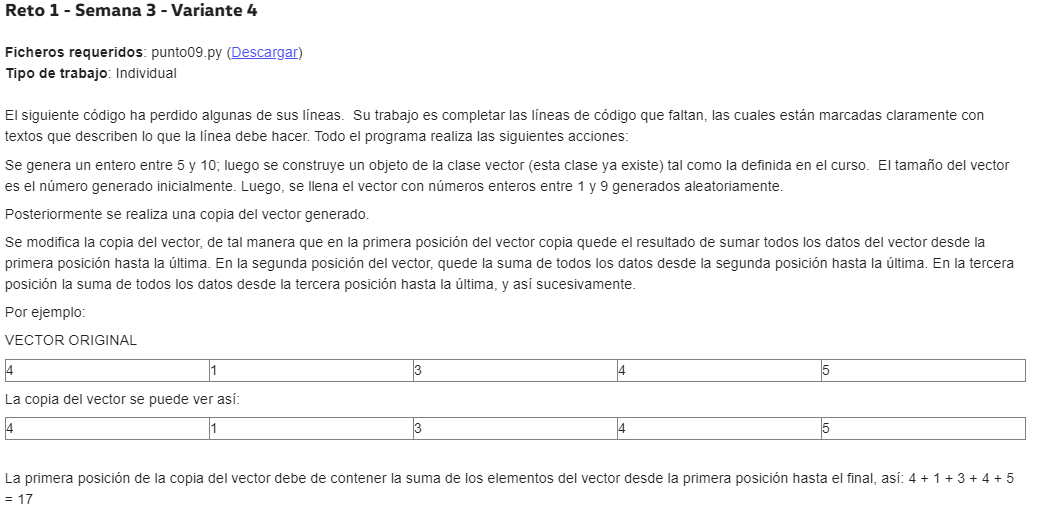 Reto 1 - Semana 3 - Variante 4
Ficheros requeridos: punto09.py (Descargar)
Tipo de trabajo: Individual
El siguiente código ha perdido algunas de sus líneas.  Su trabajo es completar las líneas de código que faltan, las cuales están marcadas claramente con
textos que describen lo que la línea debe hacer. Todo el programa realiza las siguientes acciones:
Se genera un entero entre 5 y 10; luego se construye un objeto de la clase vector (esta clase ya existe) tal como la definida en el curso.  El tamaño del vector
es el número generado inicialmente. Luego, se llena el vector con números enteros entre 1 y 9 generados aleatoriamente.
Posteriormente se realiza una copia del vector generado.
Se modifica la copia del vector, de tal manera que en la primera posición del vector copia quede el resultado de sumar todos los datos del vector desde la
primera posición hasta la última. En la segunda posición del vector, quede la suma de todos los datos desde la segunda posición hasta la última. En la tercera
posición la suma de todos los datos desde la tercera posición hasta la última, y así sucesivamente.
Por ejemplo:
VECTOR ORIGINAL
4 1 3 4 5
La copia del vector se puede ver así:
4 1 3 4 5
La primera posición de la copia del vector debe de contener la suma de los elementos del vector desde la primera posición hasta el final, así: 4 + 1 + 3 + 4 + 5
= 17